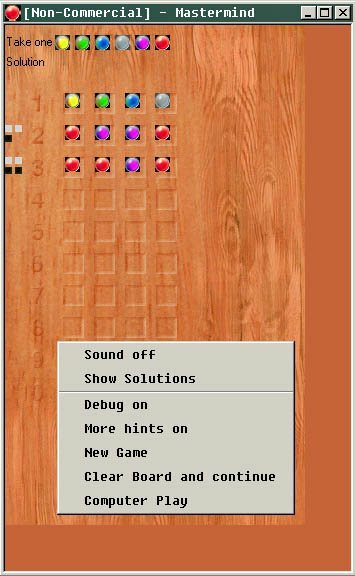 [Non-Commercial] - Mastermind
Take one
Solution
1
2
3
4
5
6
7
8
9
Sound off
Show Solutions
Debug on
More hints on
New Game
Clear Board and continue
Computer Play